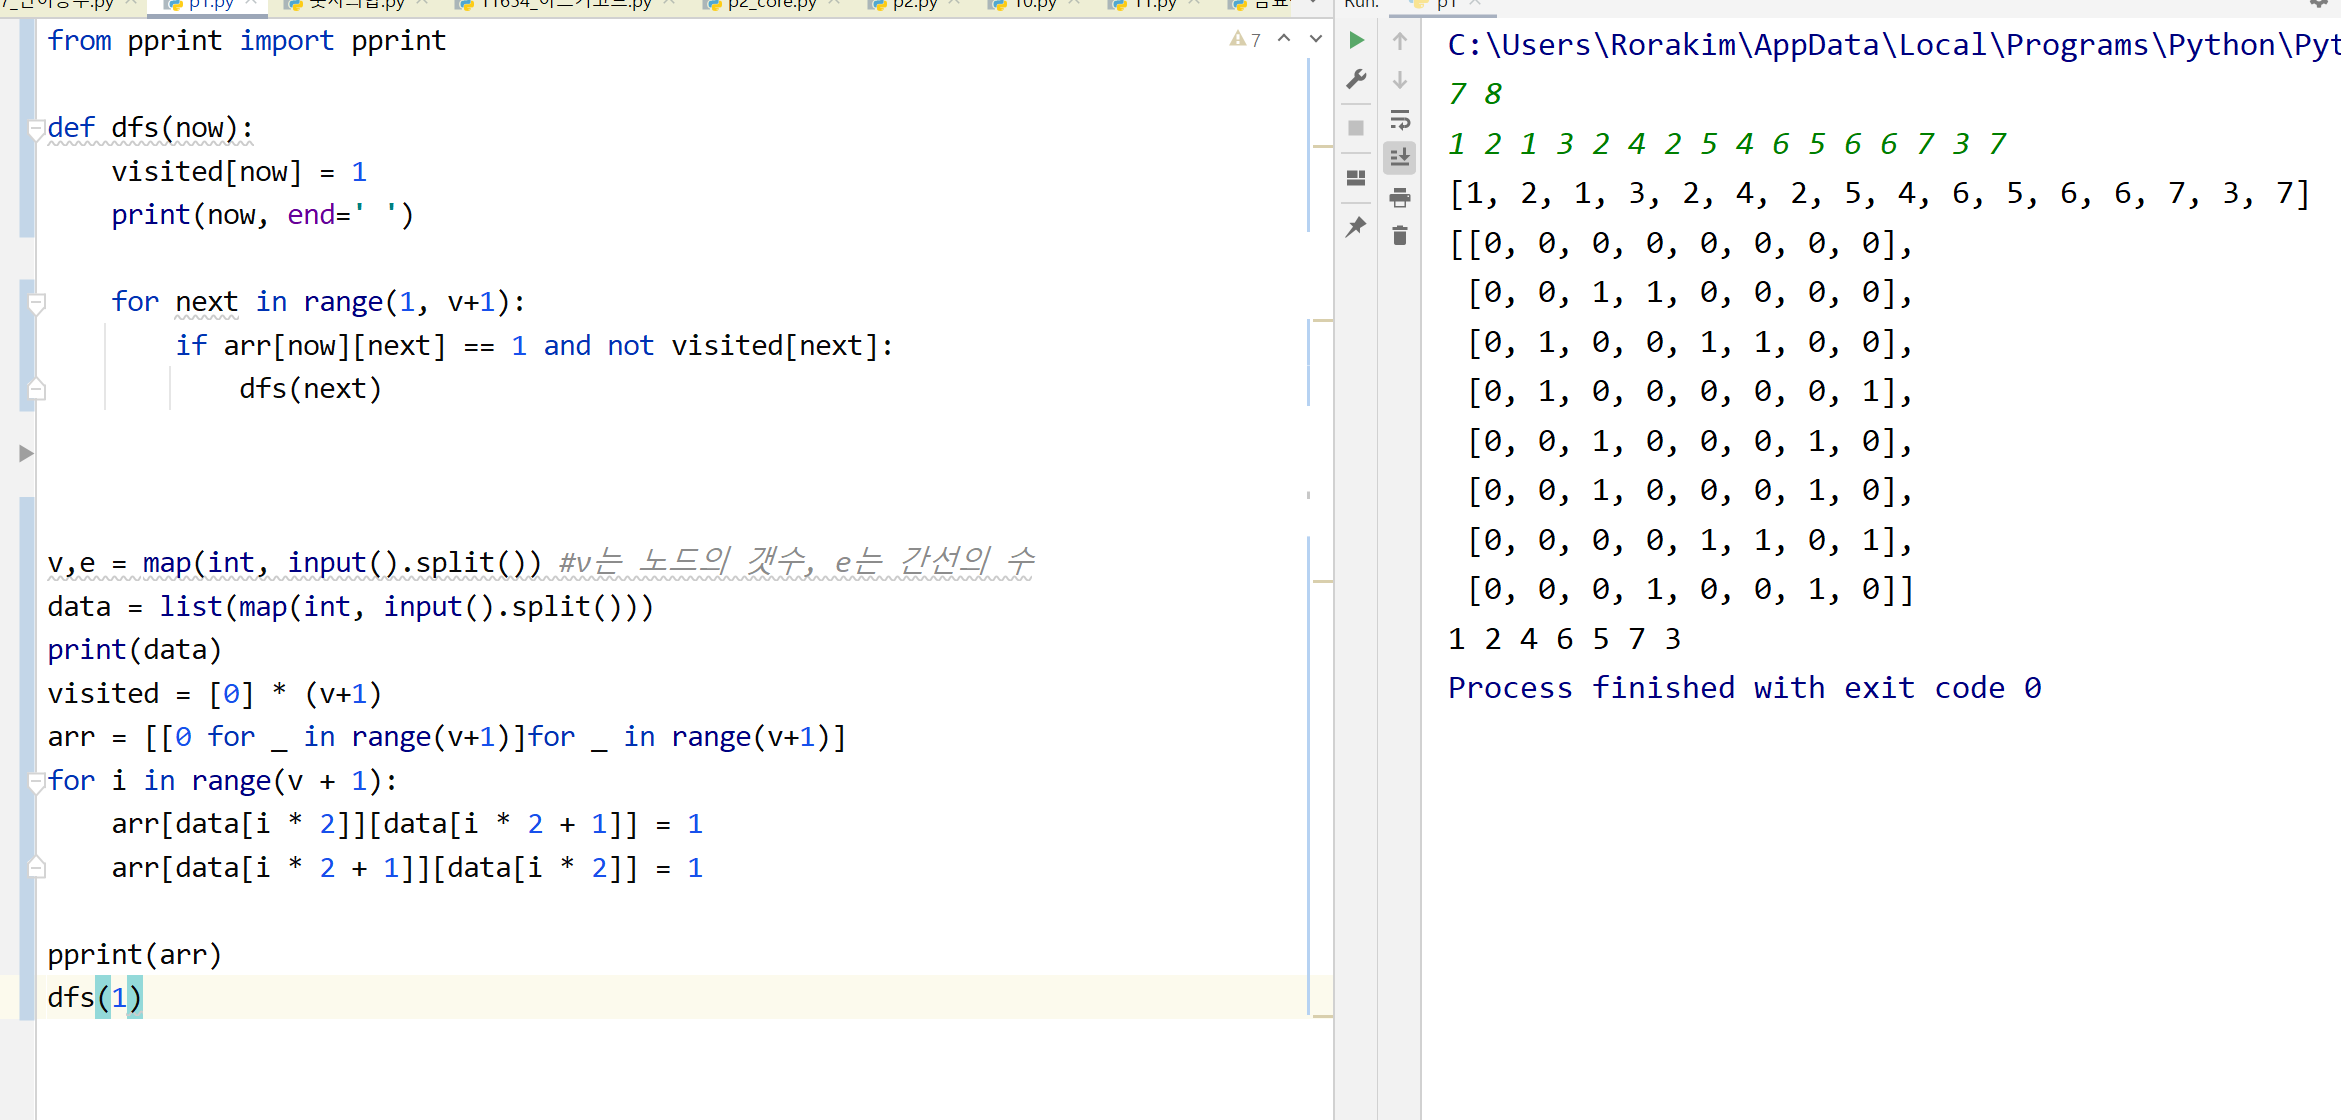 p1.py
p2_core.py
p2.py
10.py
11.py
Run:
p1
7
from pprint import pprint
def dfs(now):
    visited[now] = 1
    print(now, end=' ')
    for next in range(1, v+1):
        if arr[now][next] == 1 and not visited[next]:
            dfs(next)
v,e = map(int, input().split()) #v는 노드의 갯수, e는 간선의 수
data = list(map(int, input().split()))
print(data)
visited = [0] * (v+1)
arr = [[0 for _ in range(v+1)]for _ in range(v+1)]
for i in range(v + 1):
    arr[data[i * 2]][data[i * 2 + 1]] = 1
    arr[data[i * 2 + 1]][data[i * 2]] = 1
pprint(arr)
dfs(1)
C:\Users\Rorakim\AppData\Local\Programs\Python\Pyt
7 8
1 2 1 3 2 4 2 5 4 6 5 6 6 7 3 7
[1, 2, 1, 3, 2, 4, 2, 5, 4, 6, 5, 6, 6, 7, 3, 7]
[[0, 0, 0, 0, 0, 0, 0, 0],
 [0, 0, 1, 1, 0, 0, 0, 0],
 [0, 1, 0, 0, 1, 1, 0, 0],
 [0, 1, 0, 0, 0, 0, 0, 1],
 [0, 0, 1, 0, 0, 0, 1, 0],
 [0, 0, 1, 0, 0, 0, 1, 0],
 [0, 0, 0, 0, 1, 1, 0, 1],
 [0, 0, 0, 1, 0, 0, 1, 0]]
1 2 4 6 5 7 3
Process finished with exit code 0